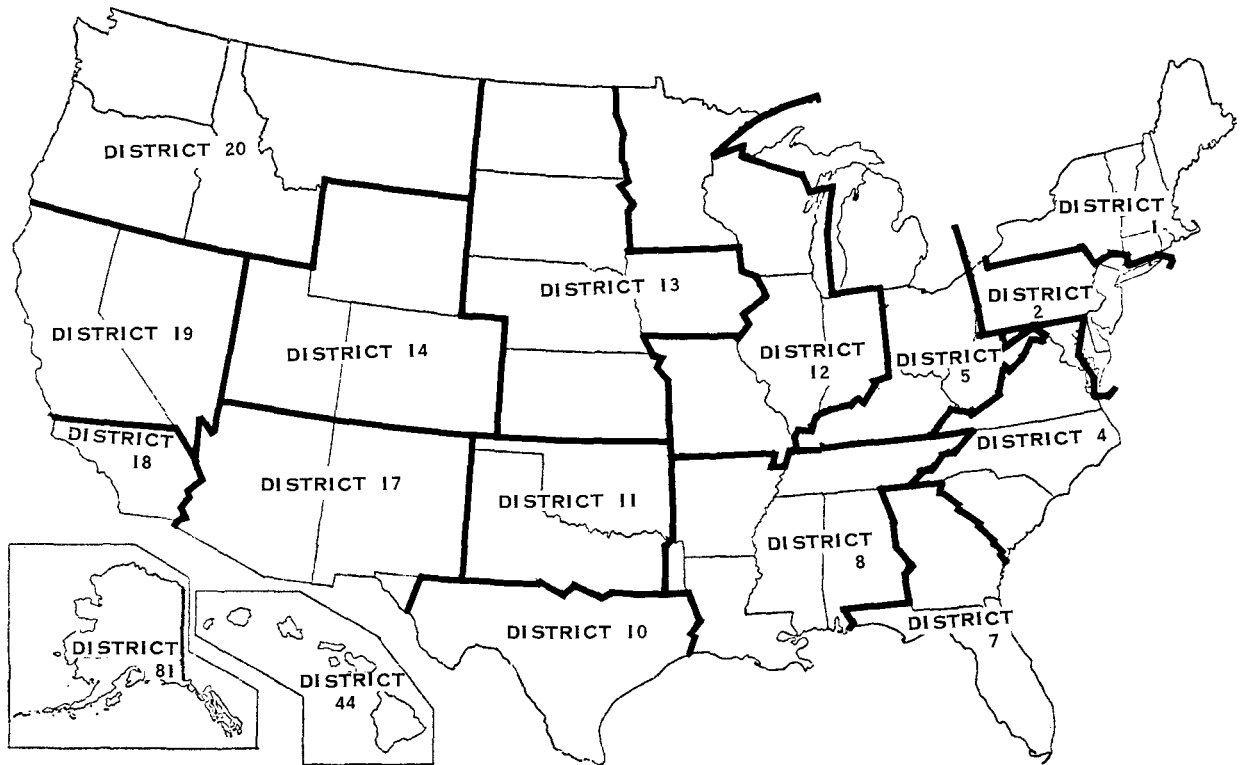 DISTRICT 20
DISTRICT
1
DISTRICT 13
DISTRICT
2
DISTRICT 19
DISTRICT 14
DISTRICT
12
DISTRICT
5
DISTRICT
18
DISTRICT 4
DISTRICT 17
DISTRICT 11
DISTRICT
8
DISTRICT 10
DISTRICT
7
DISTRICT
81
DISTRICT
44